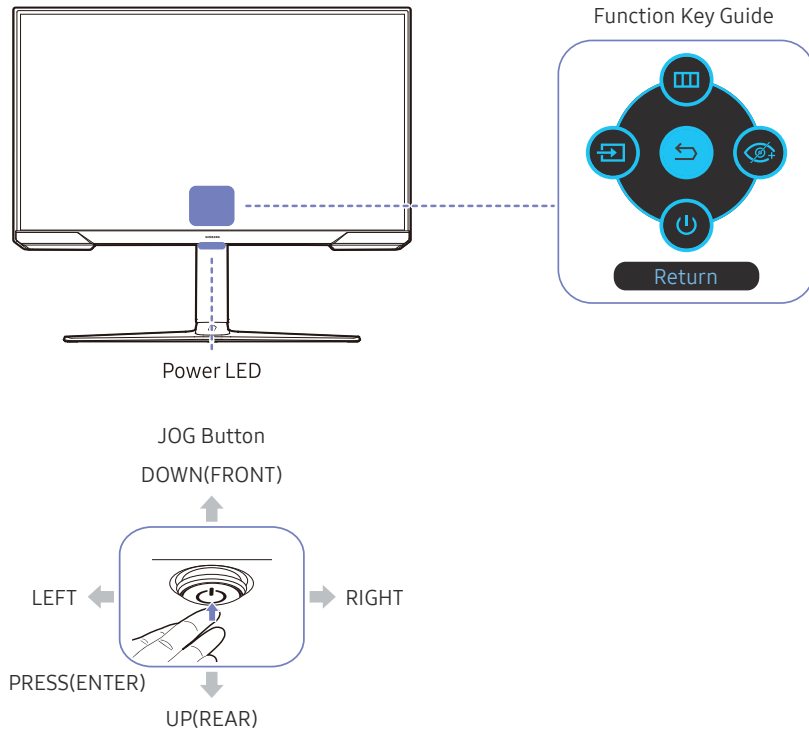 Function Key Guide
Return
Power LED
JOG Button
DOWN(FRONT)
LEFT
RIGHT
PRESS(ENTER)
UP(REAR)